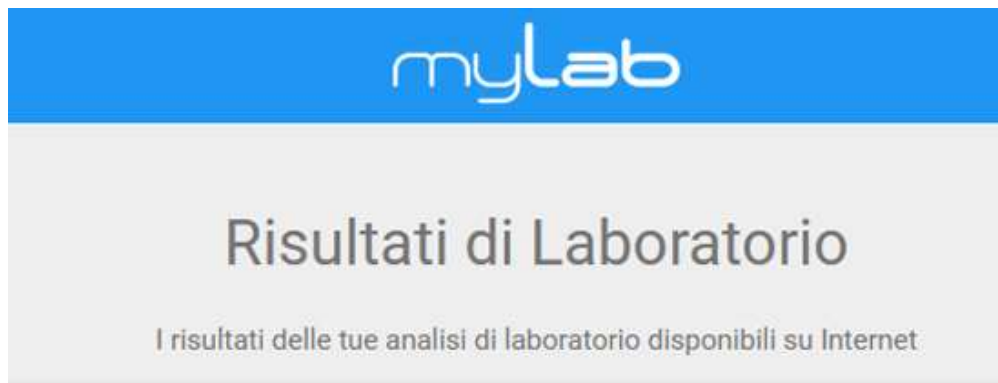 mylab
Risultati di Laboratorio
I risultati delle tue analisi di laboratorio disponibili su Internet